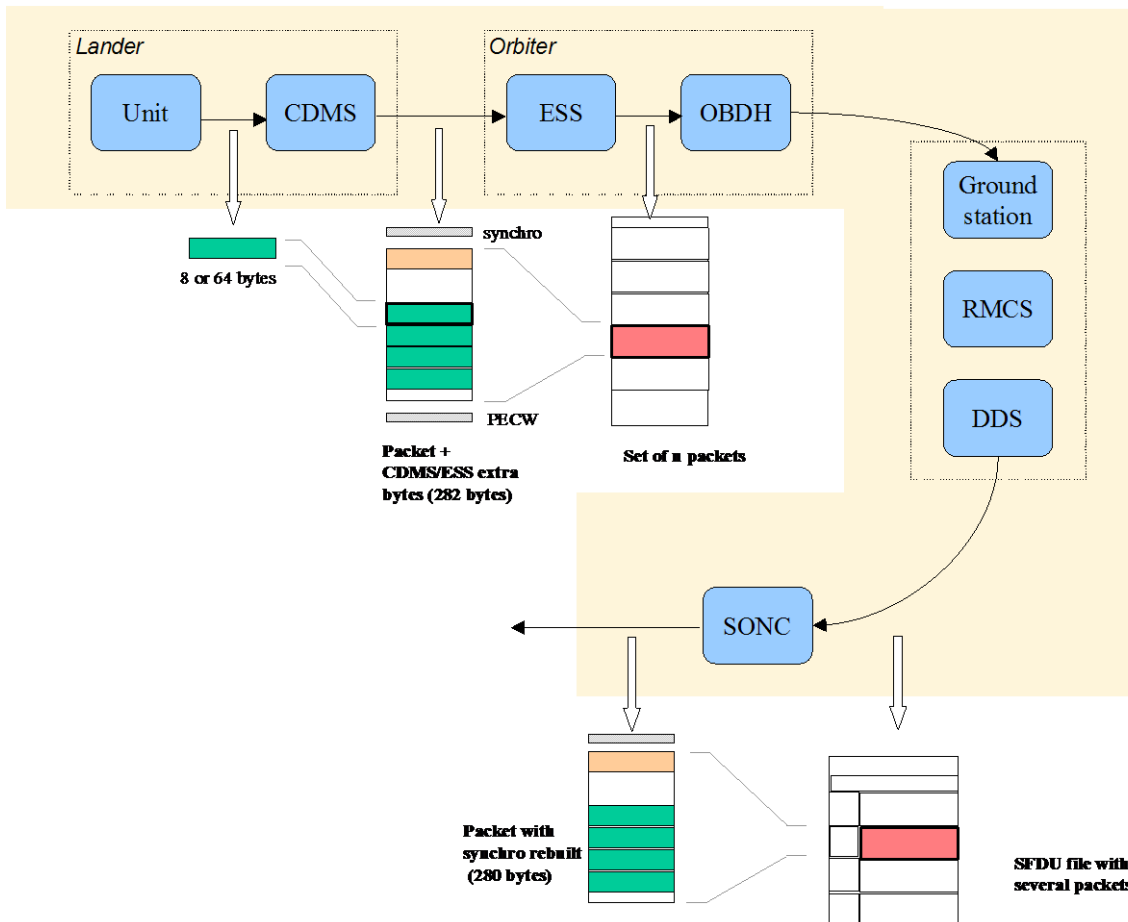 Lander
Orbiter
Unit
CDMS
ESS
OBDH
Ground
station
RMCS
DDS
8 or 64 bytes
synchro
PECW
Packet +
CDMS/ESS extra
bytes (282 bytes)
Set of n packets
SONC
Packet with
synchro rebuilt
(280 bytes)
SFDU file with
several packets